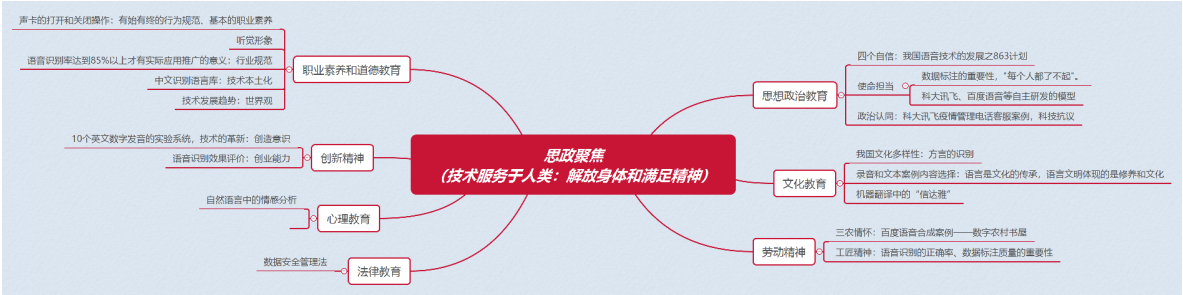 思政聚焦
（技术服务于人类：解放身体和满足精神）
职业素养和道德教育
声卡的打开和关闭操作：有始有终的行为规范、基本的职业素养
听觉形象
语音识别率达到85%以上才有实际应用推广的意义：行业规范
中文识别语言库：技术本土化
技术发展趋势：世界观
创新精神
10个英文数字发音的实验系统，技术的革新：创造意识
语音识别效果评价：创业能力
心理教育
自然语言中的情感分析
法律教育
数据安全管理法
思想政治教育
四个自信：我国语音技术的发展之863计划
使命担当
数据标注的重要性，“每个人都了不起”。
科大讯飞、百度语音等自主研发的模型
政治认同：科大讯飞疫情管理电话客服案例，科技抗议
文化教育
我国文化多样性：方言的识别
录音和文本案例内容选择：语言是文化的传承，语言文明体现的是修养和文化
机器翻译中的“信达雅”
劳动精神
三农情怀：百度语音合成案例——数字农村书屋
工匠精神：语音识别的正确率、数据标注质量的重要性